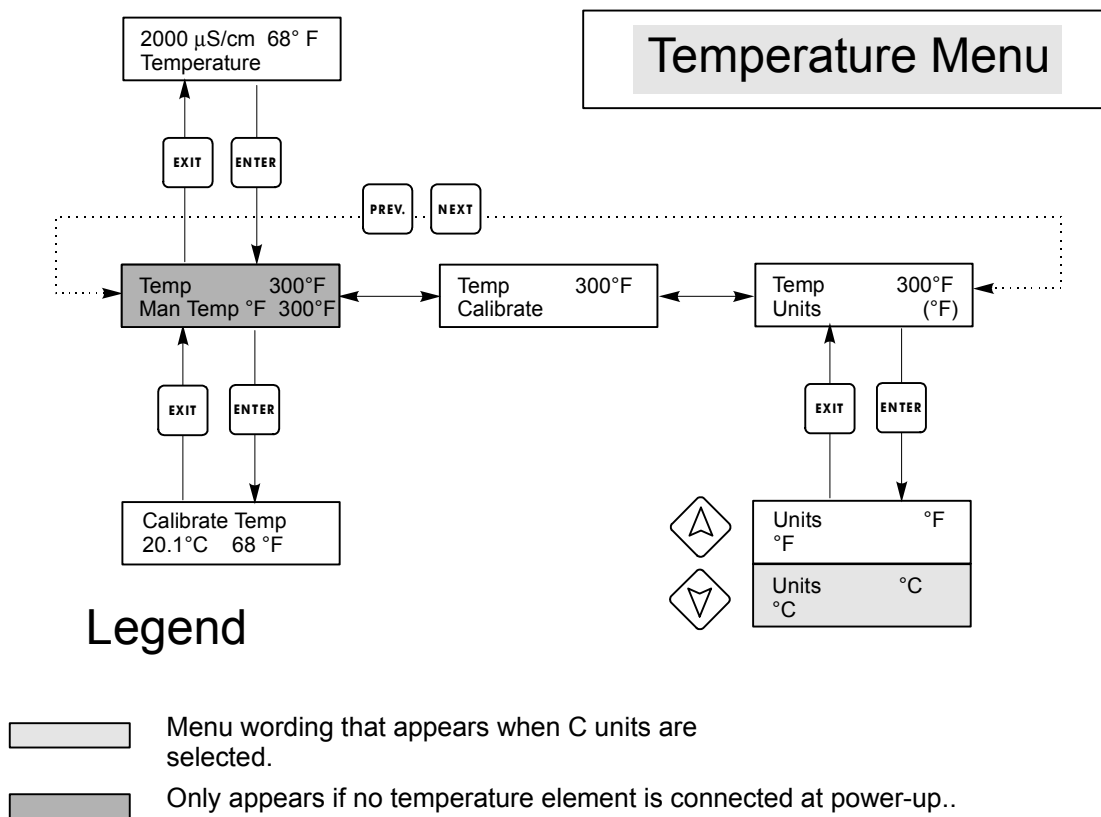 2000 μS/cm 68° F
Temperature
Temperature Menu
EXIT
ENTER
PREV.
NEXT
Temp 300°F
Man Temp °F 300°F
Temp 300°F
Calibrate
Temp 300°F
Units (°F)
EXIT
ENTER
EXIT
ENTER
Calibrate Temp
20.1°C 68 °F
Units °F
°F
Units °C
°C
Legend
Menu wording that appears when C units are
selected.
Only appears if no temperature element is connected at power-up..